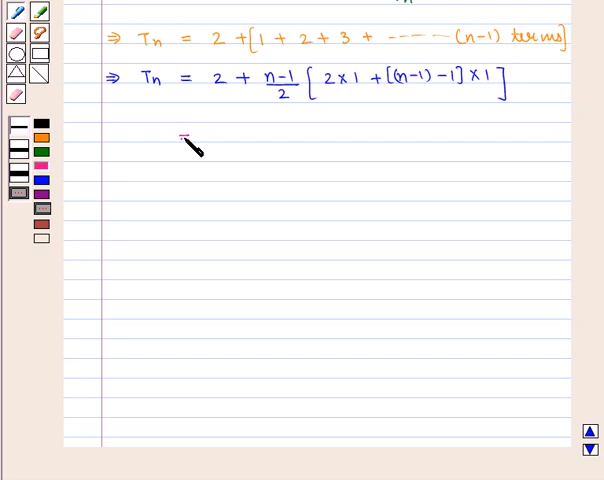 n
⇒ Tn = 2 + [1 + 2 + 3 + ------- (n-1) terms]
⇒ Tn = 2 + n-1/2 [ 2×1 + [(n-1) -1] ×1 ]
=